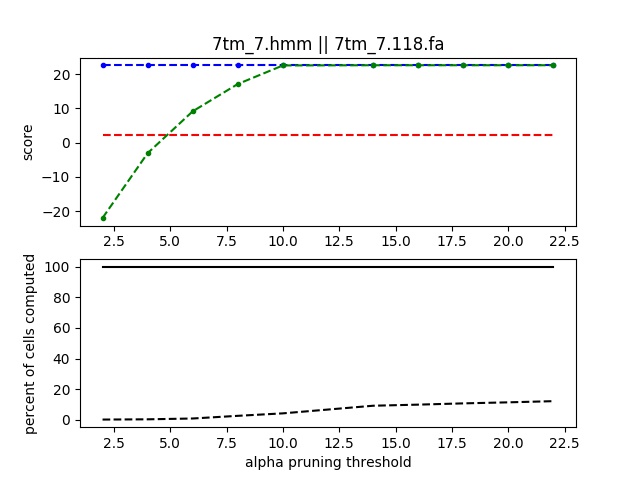 7tm_7.hmm || 7tm_7.118.fa
score
20
10
0
−10
−20
2.5 5.0 7.5 10.0 12.5 15.0 17.5 20.0 22.5
percent of cells computed
100
80
60
40
20
0
2.5 5.0 7.5 10.0 12.5 15.0 17.5 20.0 22.5
alpha pruning threshold